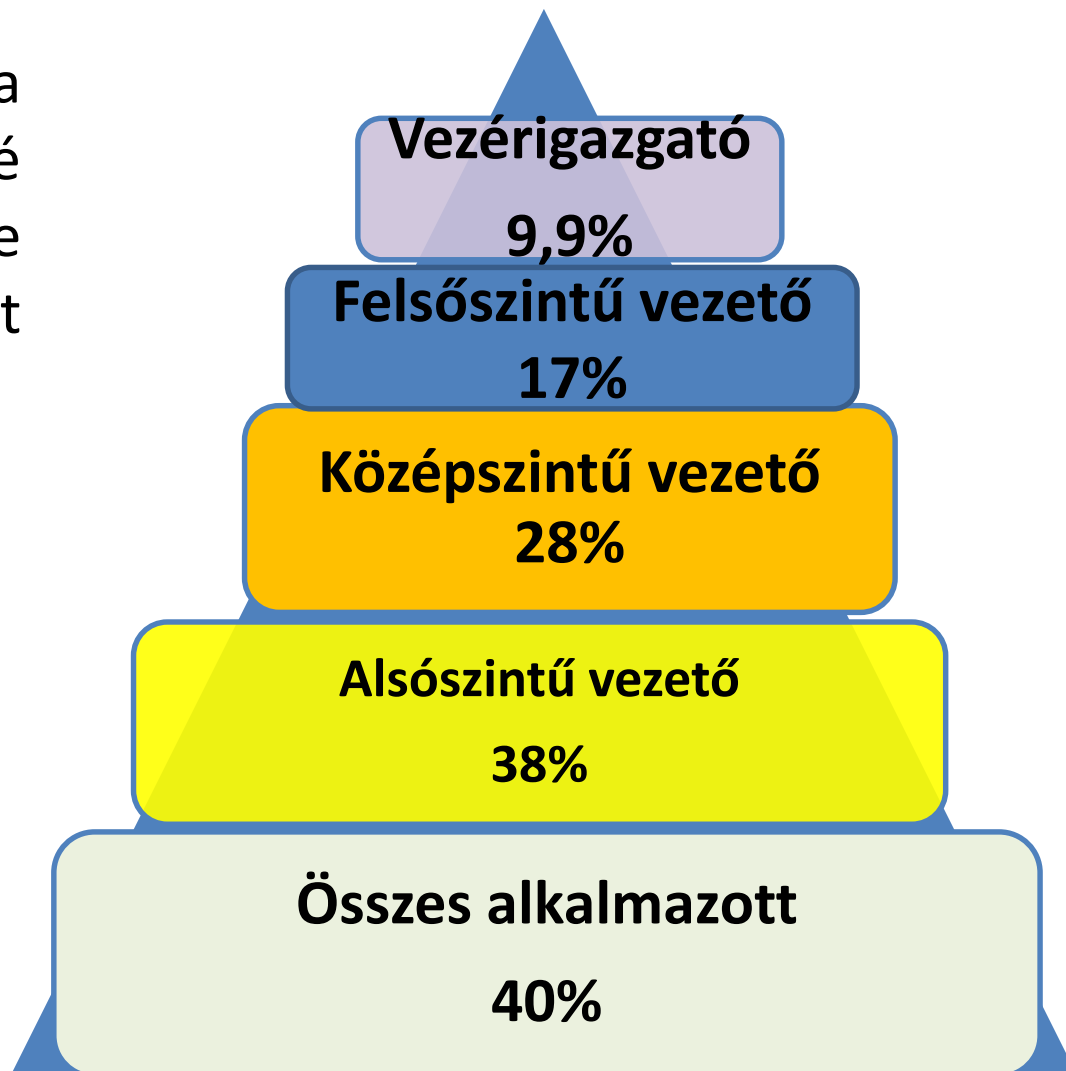 a
é
e
t
Vezérigazgató
9,9%
Felsőszintű vezető
17%
Középszintű vezető
28%
Alsószintű vezető
38%
Összes alkalmazott
40%